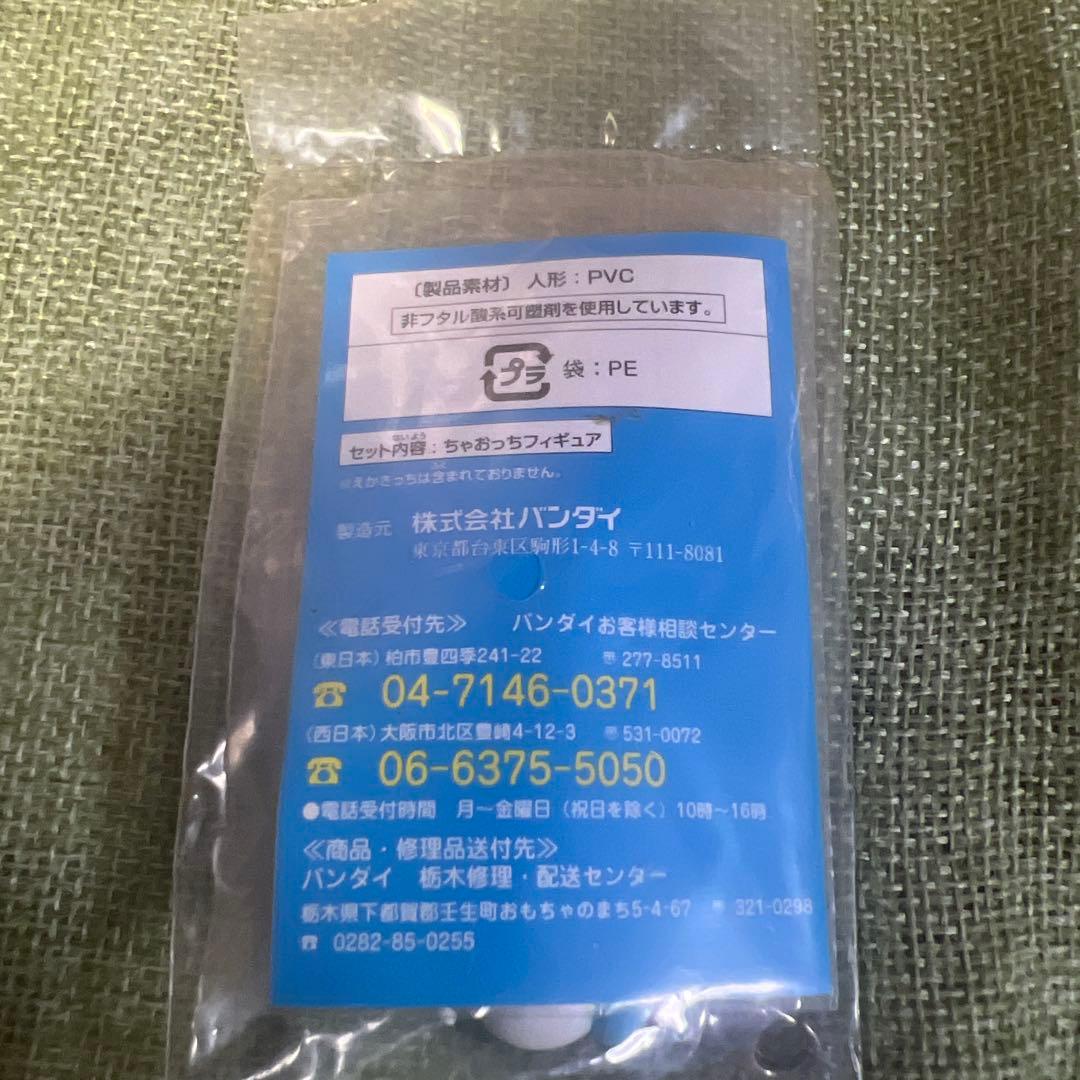 〔製品素材〕 人形：PVC
非フタル酸系可塑剤を使用しています。
プラ 袋：PE
ないよう
セット内容：ちゃおっちフィギュア
ふく
※えかきっちは含まれておりません。
製造元 株式会社バンダイ
東京都台東区駒形1-4-8 〒111-8081
≪電話受付先≫ バンダイお客様相談センター
(東日本)柏市豊四季241-22 〒277-8511
☎ 04-7146-0371
(西日本)大阪市北区豊崎4-12-3 〒531-0072
☎ 06-6375-5050
●電話受付時間 月～金曜日（祝日を除く）10時～16時
≪商品・修理品送付先≫
バンダイ 栃木修理・配送センター
栃木県下都賀郡壬生町おもちゃのまち5-4-67 〒321-0298
☎ 0282-85-0255